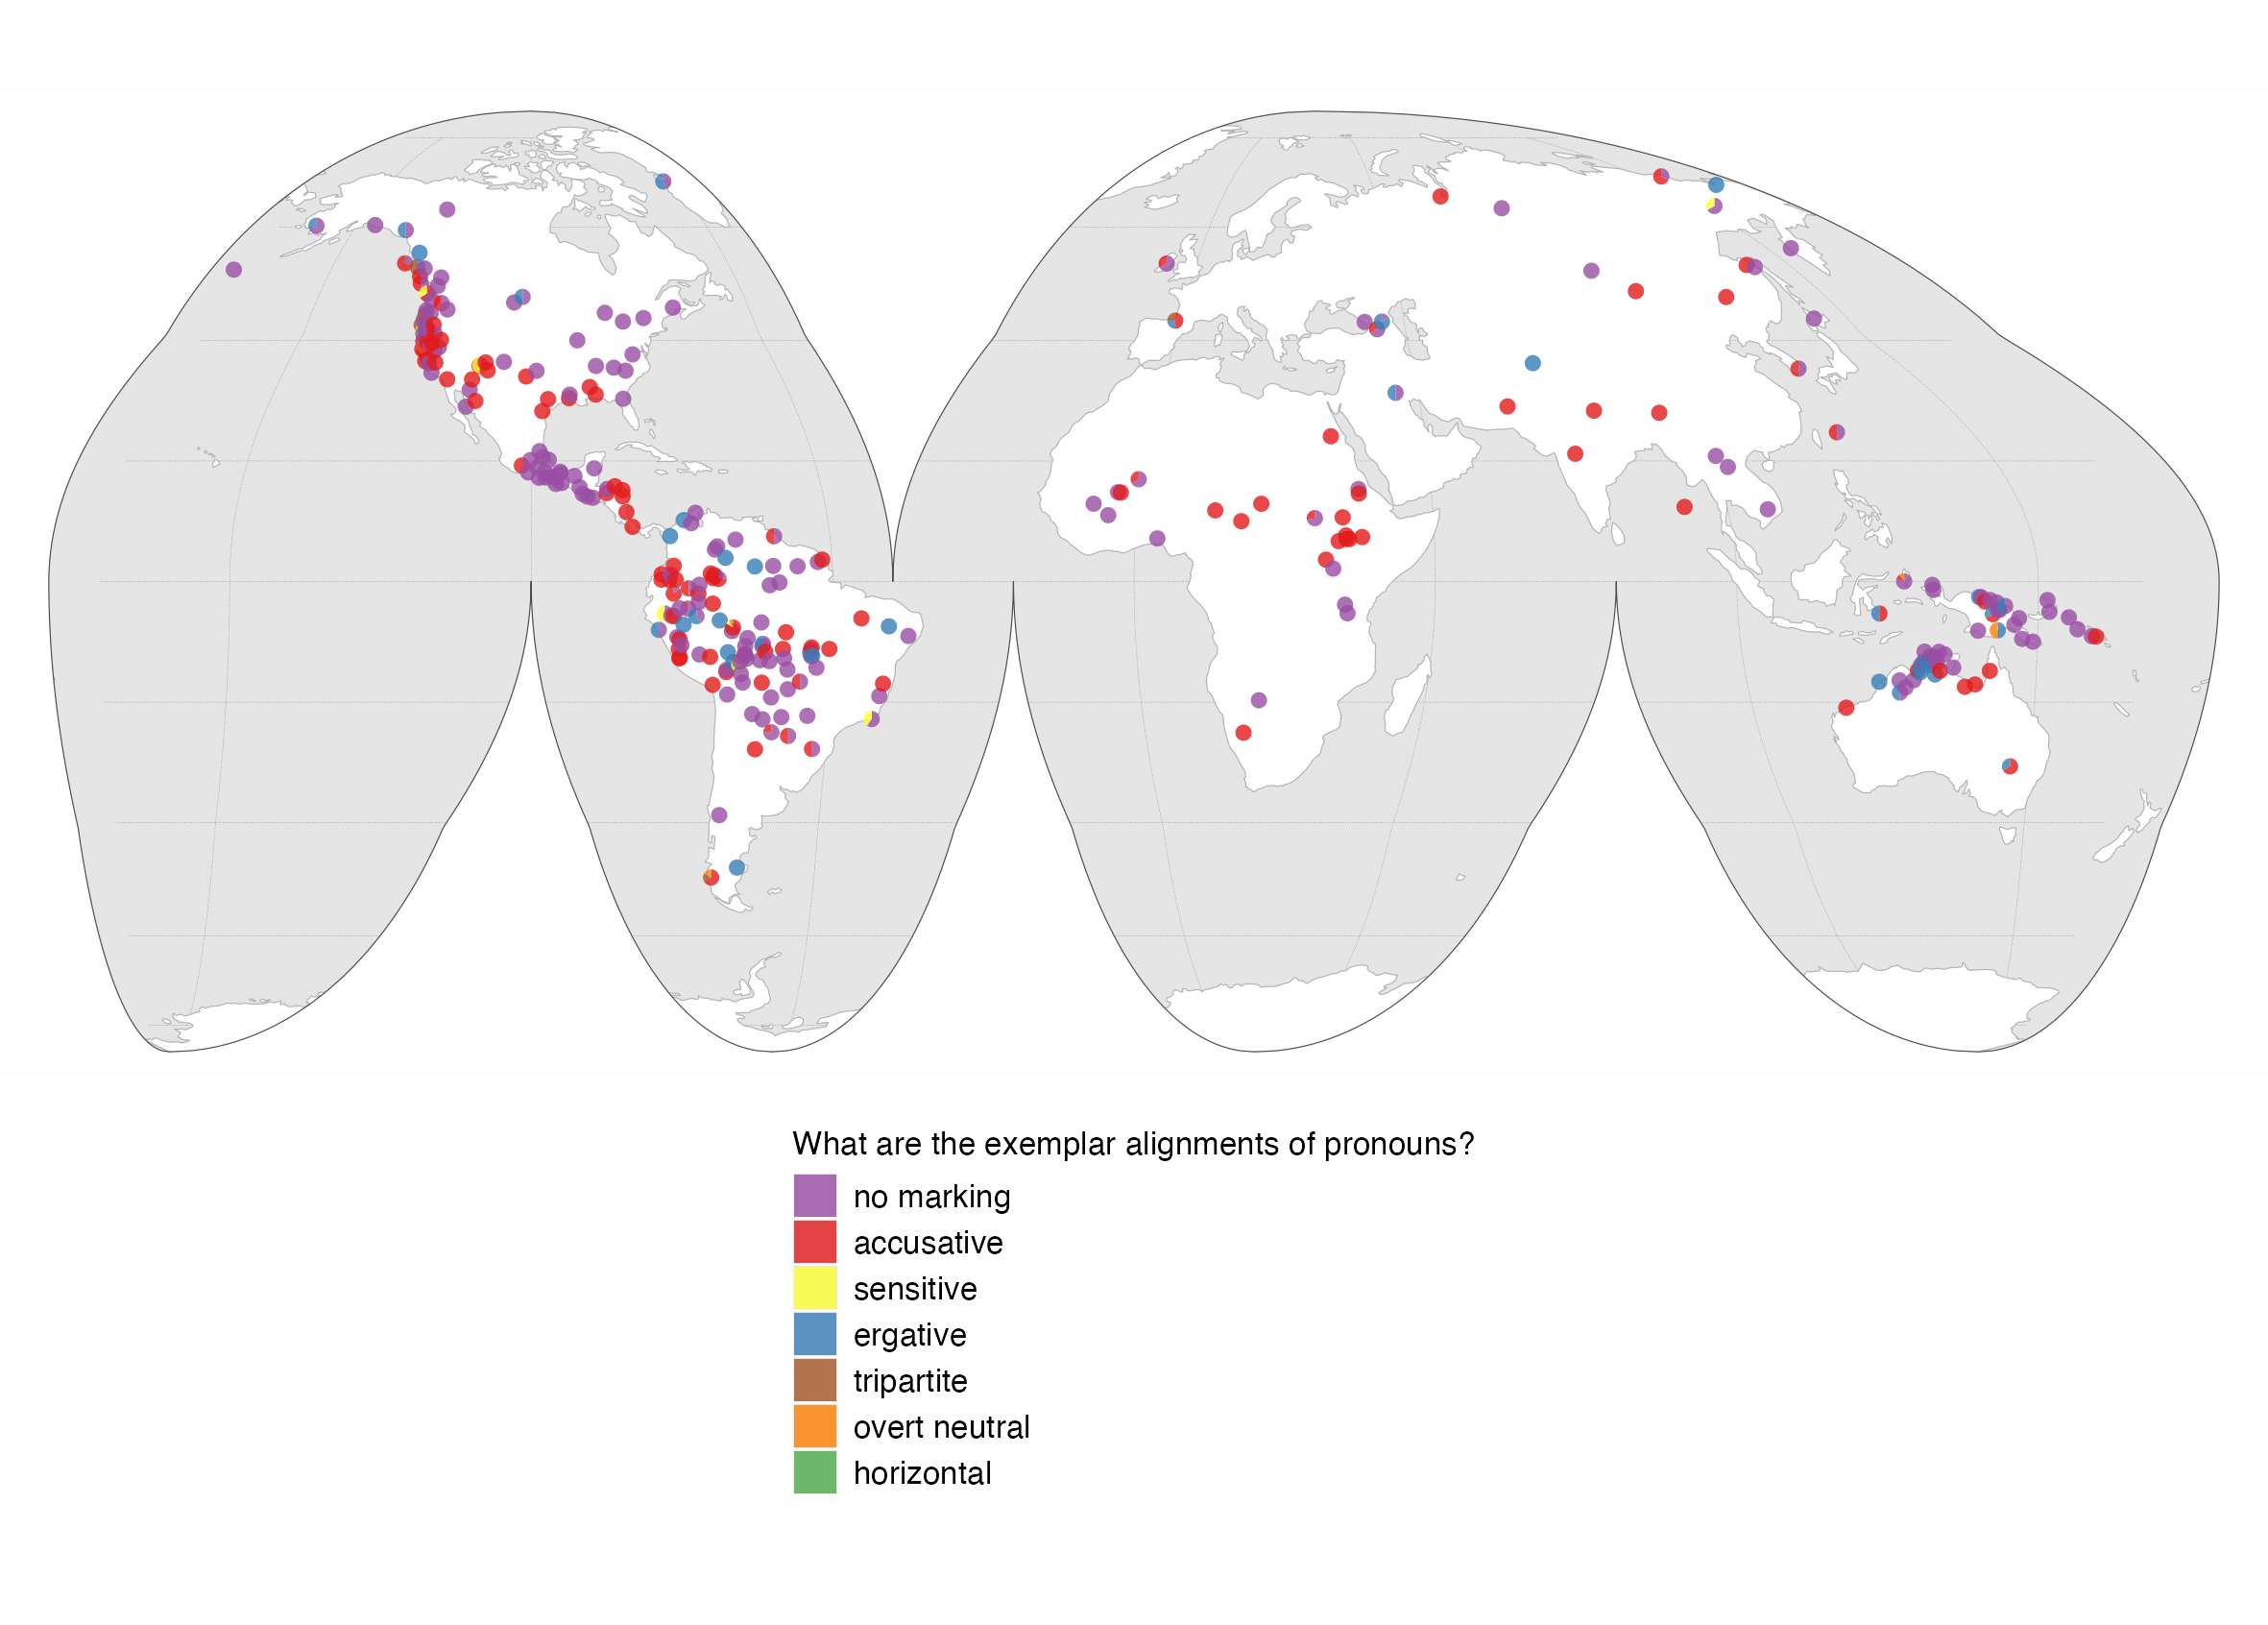 What are the exemplar alignments of pronouns?
no marking
accusative
sensitive
ergative
tripartite
overt neutral
horizontal